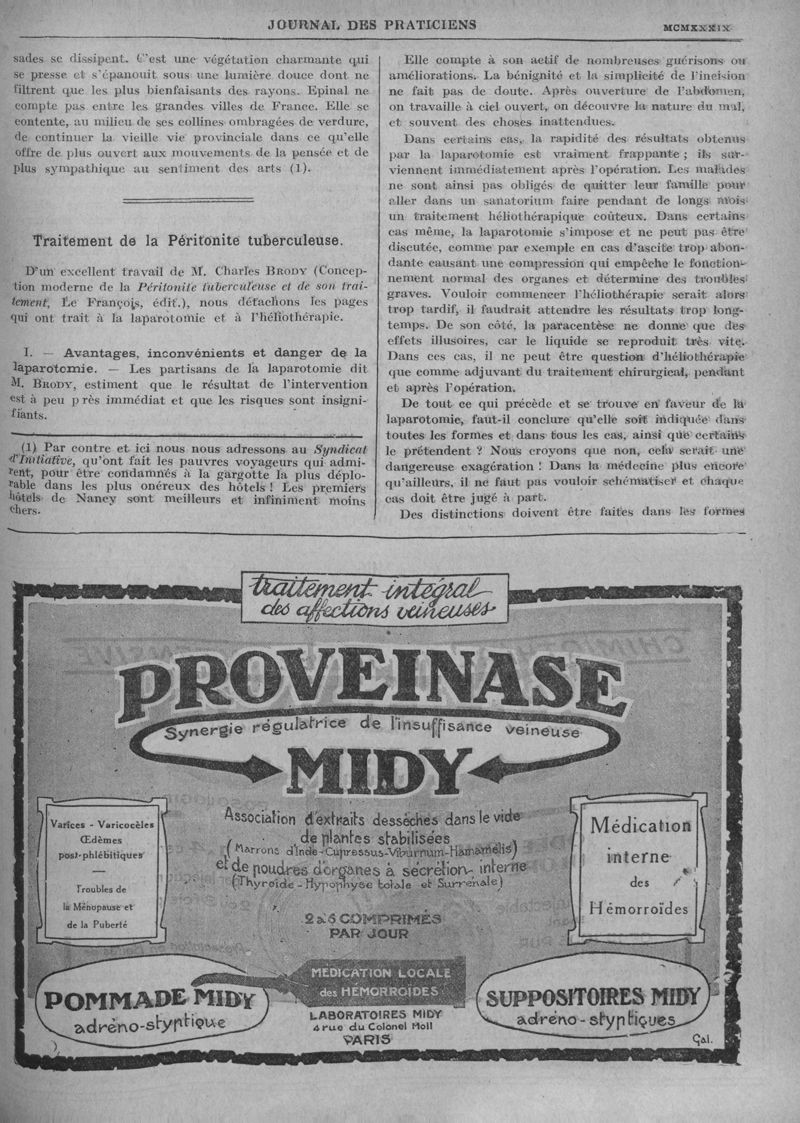 JOURNAL DES PRATICIENS
MCMXXXIX
sades se dissipent. C'est une végétation charmante qui
se presse et s'épanouit sous une lumière douce dont ne
filtrent que les plus bienfaisants des rayons. Epinal ne
compte pas entre les grandes villes de France. Elle se
contente, au milieu de ses collines ombragées de verdure,
de continuer la vieille vie provinciale dans ce qu'elle
offre de plus ouvert aux mouvements de la pensée et de
plus sympathique au sentiment des arts (1).
Traitement de la Péritonite tuberculeuse.
D'un excellent travail de M. Charles BRODY (Concep-
tion moderne de la Péritonite tuberculeuse et de son trai-
tement, Le François, édit.), nous détachons les pages
qui ont trait à la laparotomie et à l'héliothérapie.
I. — Avantages, inconvénients et danger de la
laparotomie. — Les partisans de la laparotomie dit
M. BRODY, estiment que le résultat de l'intervention
est à peu près immédiat et que les risques sont insigni-
fiants.
(1) Par contre et ici nous nous adressons au Syndicat
d'Initiative, qu'ont fait les pauvres voyageurs qui admi-
rent, pour être condamnés à la gargotte la plus déplo-
rable dans les plus onéreux des hôtels ! Les premiers
hôtels de Nancy sont meilleurs et infiniment moins
chers.
Elle compte à son actif de nombreuses guérisons ou
améliorations. La bénignité et la simplicité de l'incision
ne fait pas de doute. Après ouverture de l'abdomen,
on travaille à ciel ouvert, on découvre la nature du mal,
et souvent des choses inattendues.
Dans certains cas, la rapidité des résultats obtenus
par la laparotomie est vraiment frappante ; ils sur-
viennent immédiatement après l'opération. Les malades
ne sont ainsi pas obligés de quitter leur famille pour
aller dans un sanatorium faire pendant de longs mois
un traitement héliothérapique coûteux. Dans certains
cas même, la laparotomie s'impose et ne peut pas être
discutée, comme par exemple en cas d'ascite trop abon-
dante causant une compression qui empêche le fonction-
nement normal des organes et détermine des troubles
graves. Vouloir commencer l'héliothérapie serait alors
trop tardif, il faudrait attendre les résultats trop long-
temps. De son côté, la paracentèse ne donne que des
effets illusoires, car le liquide se reproduit très vite.
Dans ces cas, il ne peut être question d'héliothérapie
que comme adjuvant du traitement chirurgical, pendant
et après l'opération.
De tout ce qui précède et se trouve en faveur de la
laparotomie, faut-il conclure qu'elle soit indiquée dans
toutes les formes et dans tous les cas, ainsi que certains
le prétendent ? Nous croyons que non, cela serait une
dangereuse exagération ! Dans la médecine plus encore
qu'ailleurs, il ne faut pas vouloir schématiser et chaque
cas doit être jugé à part.
Des distinctions doivent être faites dans les formes
traitement intégral
des affections veineuses
PROVEINASE
Synergie régulatrice de l'insuffisance veineuse
MIDY
Varices - Varicocèles
Œdèmes
post-phlébitiques
—
Troubles de
la Ménopause et
de la Puberté
Association d'extraits desséchés dans le vide
de plantes stabilisées
(Marrons d'Inde-Cupressus-Viburnum-Hamamelis)
et de poudres d'organes à sécrétion interne
(Thyroïde - Hypophyse totale et Surrénale)
2 à 6 COMPRIMÉS
PAR JOUR
Médication
interne
des
Hémorroïdes
MÉDICATION LOCALE
des HÉMORROÏDES
POMMADE MIDY
adréno-styptique
LABORATOIRES MIDY
4 rue du Colonel Moll
PARIS
SUPPOSITOIRES MIDY
adréno-styptiques
Gal.